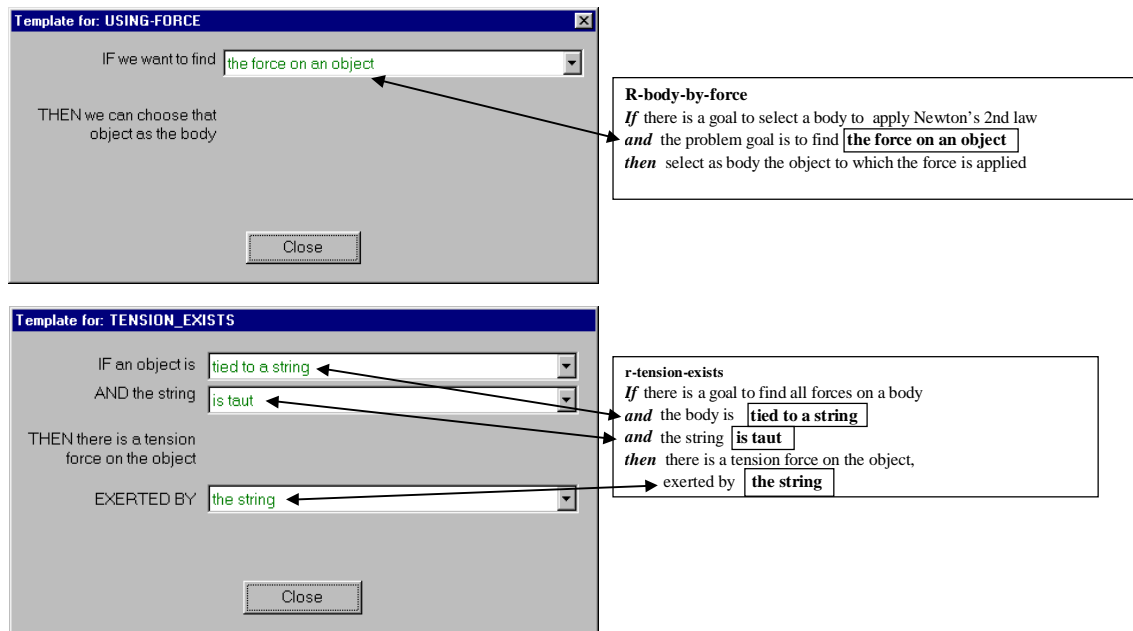 Template for: USING-FORCE
IF we want to find the force on an object
THEN we can choose that
object as the body
Close
R-body-by-force
If there is a goal to select a body to apply Newton's 2nd law
and the problem goal is to find the force on an object
then select as body the object to which the force is applied
Template for: TENSION_EXISTS
IF an object is tied to a string
AND the string is taut
THEN there is a tension
force on the object
EXERTED BY the string
Close
r-tension-exists
If there is a goal to find all forces on a body
and the body is tied to a string
and the string is taut
then there is a tension force on the object,
exerted by the string